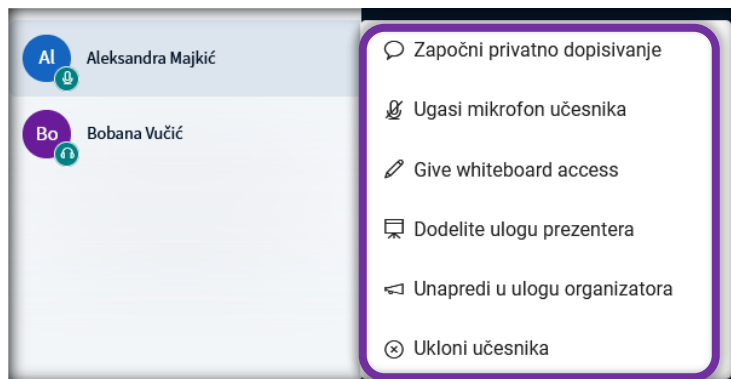 Al Aleksandra Majkić
Bo Bobana Vučić
Započni privatno dopisivanje
Ugasi mikrofon učesnika
Give whiteboard access
Dodelite ulogu prezentera
Unapredi u ulogu organizatora
Ukloni učesnika